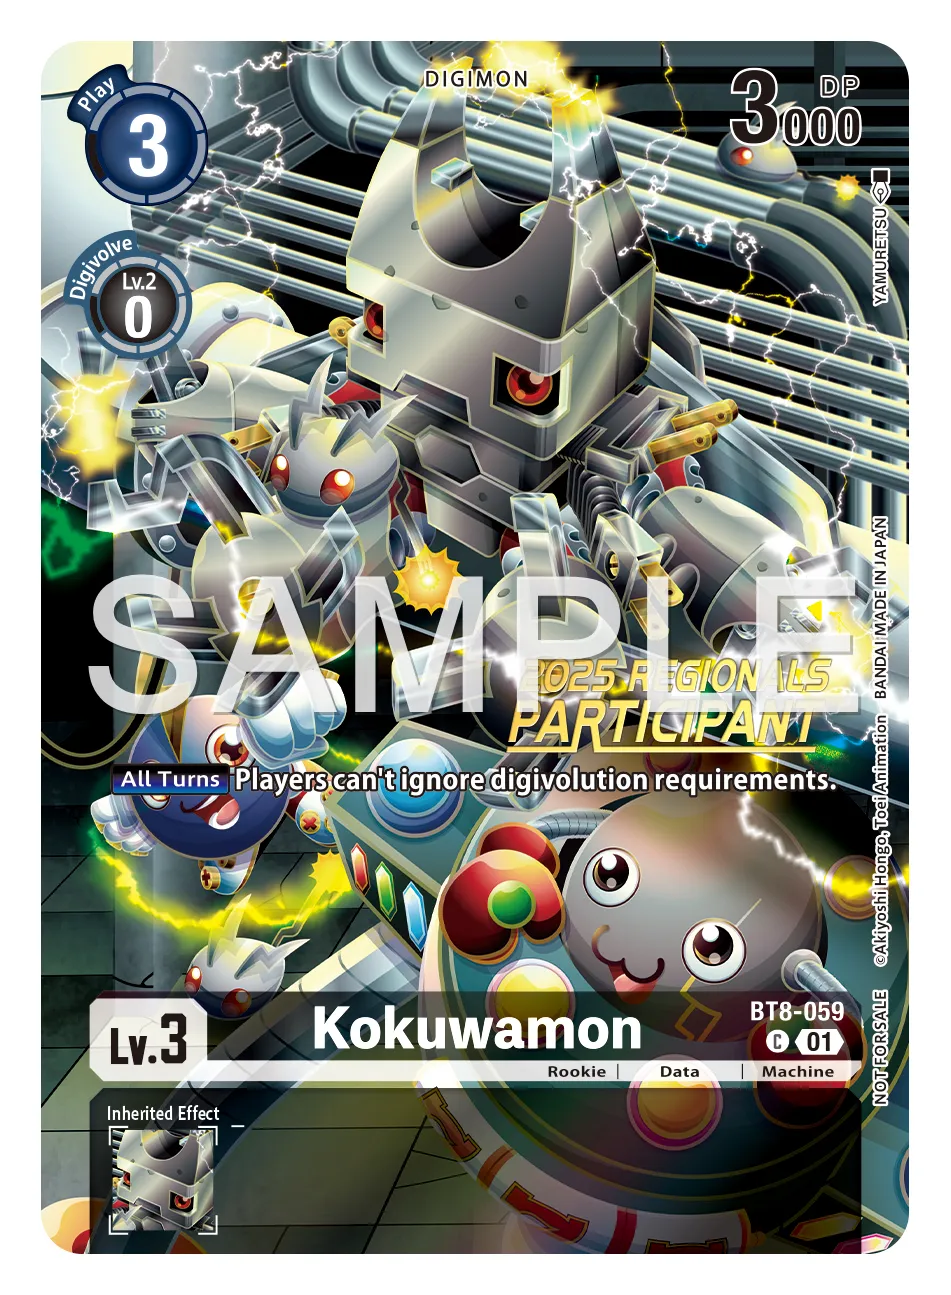 DIGIMON
Play
3
3000
DP
Digivolve
Lv.2
0
YAMURETSU
SAMPLE
2025 REGIONALS
PARTICIPANT
All Turns Players can't ignore digivolution requirements.
BANDAI MADE IN JAPAN
©Akiyoshi Hongo, Toei Animation
NOT FOR SALE
Lv.3
Kokuwamon
BT8-059
C 01
Rookie | Data | Machine
Inherited Effect
–